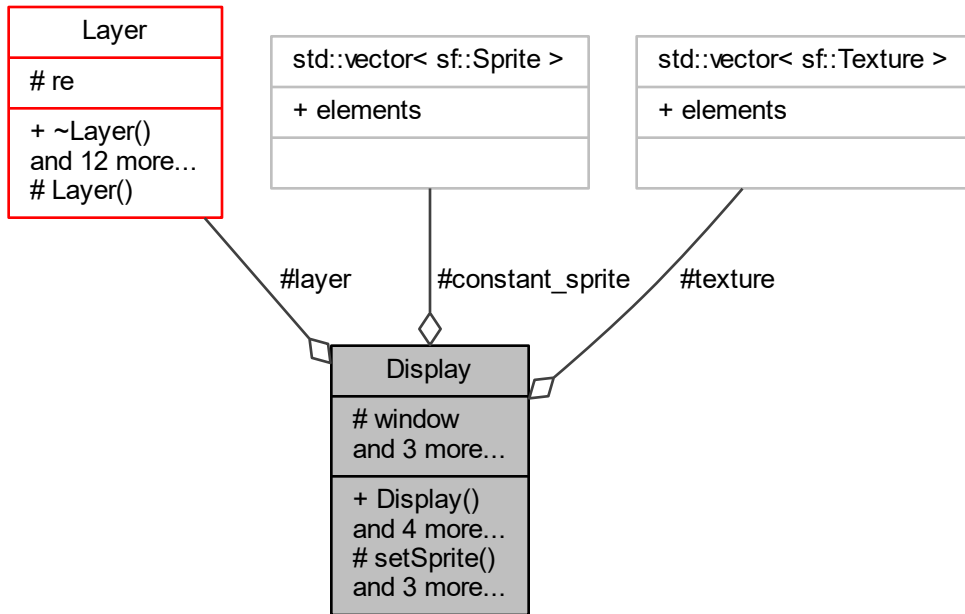 Layer
# re
+ ~Layer()
and 12 more...
# Layer()
std::vector< sf::Sprite >
+ elements
std::vector< sf::Texture >
+ elements
#layer
#constant_sprite
#texture
Display
# window
and 3 more...
+ Display()
and 4 more...
# setSprite()
and 3 more...